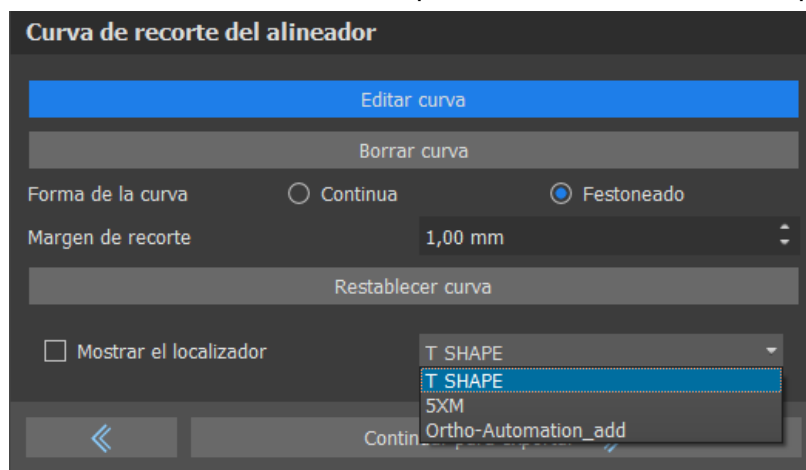 Curva de recorte del alineador
Editar curva
Borrar curva
Forma de la curva Continua Festoneado
Margen de recorte 1,00 mm
Restablecer curva
Mostrar el localizador T SHAPE
T SHAPE
5XM
Ortho-Automation_add